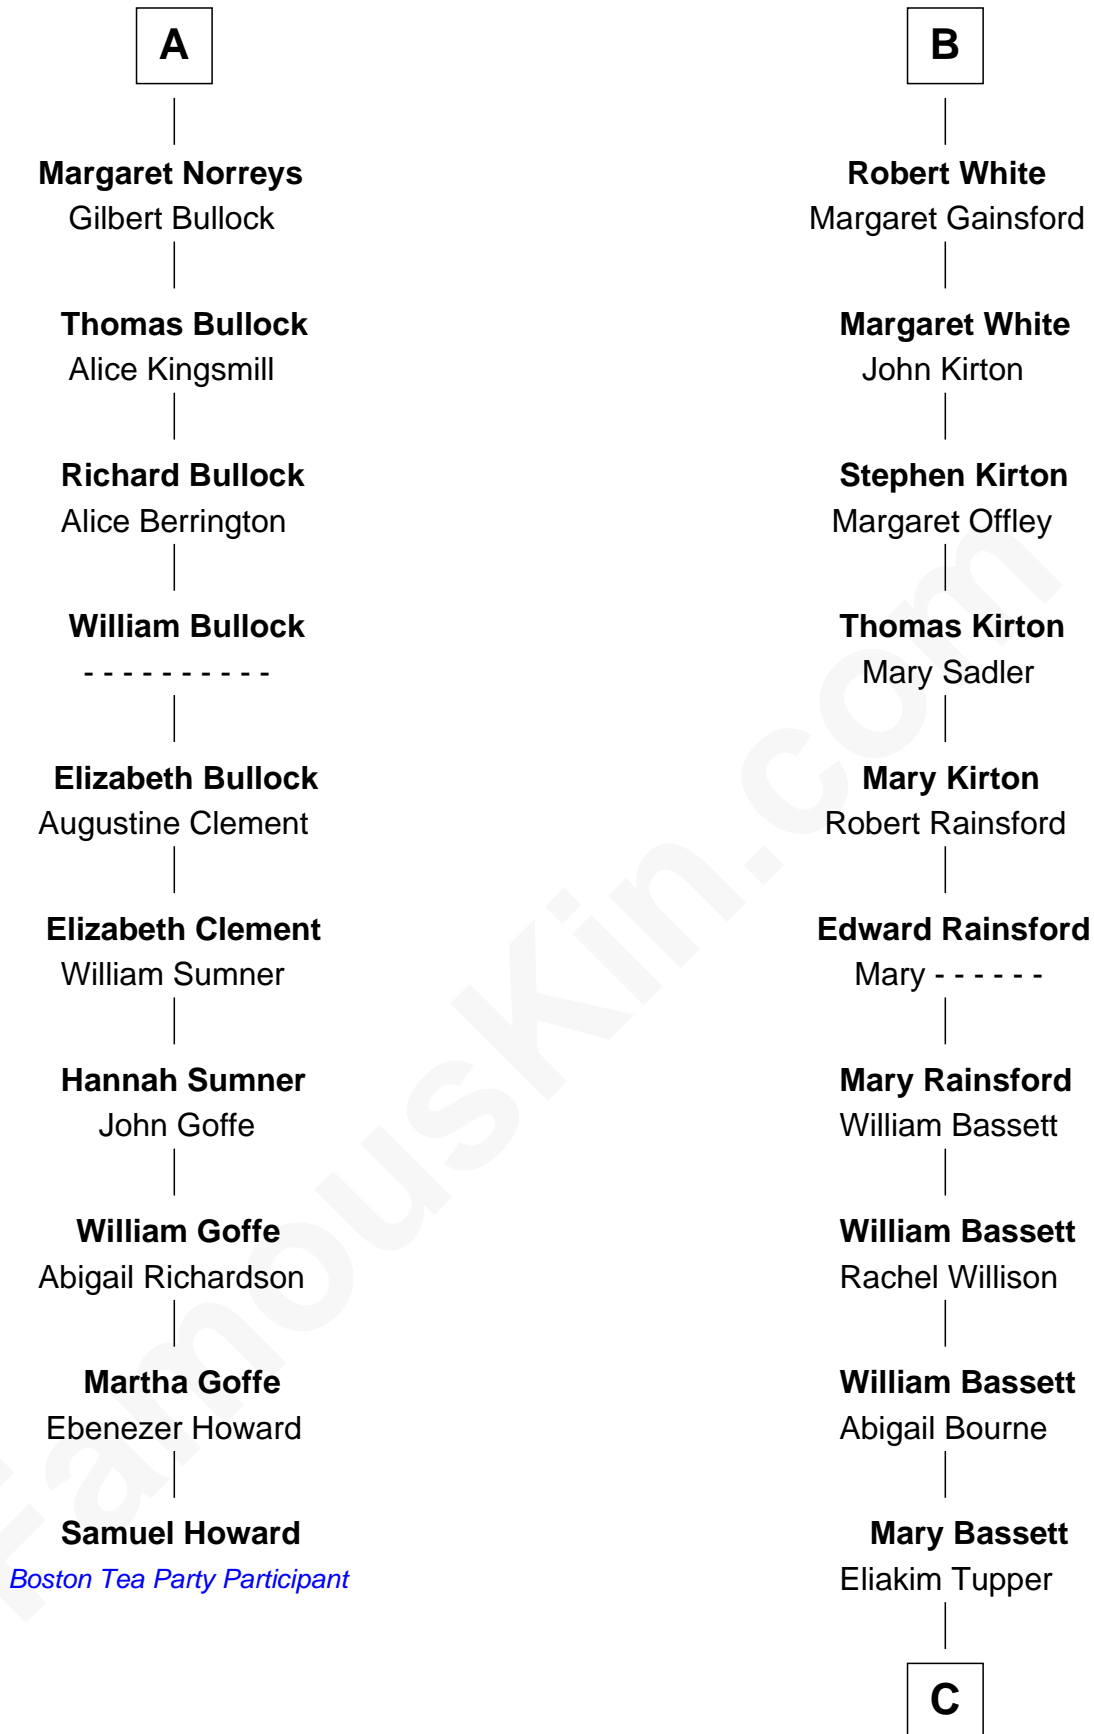 A
Margaret Norreys
Gilbert Bullock
Thomas Bullock
Alice Kingsmill
Richard Bullock
Alice Berrington
William Bullock
- - - - - - - - - -
Elizabeth Bullock
Augustine Clement
Elizabeth Clement
William Sumner
Hannah Sumner
John Goffe
William Goffe
Abigail Richardson
Martha Goffe
Ebenezer Howard
Samuel Howard
Boston Tea Party Participant
B
Robert White
Margaret Gainsford
Margaret White
John Kirton
Stephen Kirton
Margaret Offley
Thomas Kirton
Mary Sadler
Mary Kirton
Robert Rainsford
Edward Rainsford
Mary - - - - - -
Mary Rainsford
William Bassett
William Bassett
Rachel Willison
William Bassett
Abigail Bourne
Mary Bassett
Eliakim Tupper
C
FamousKin.com